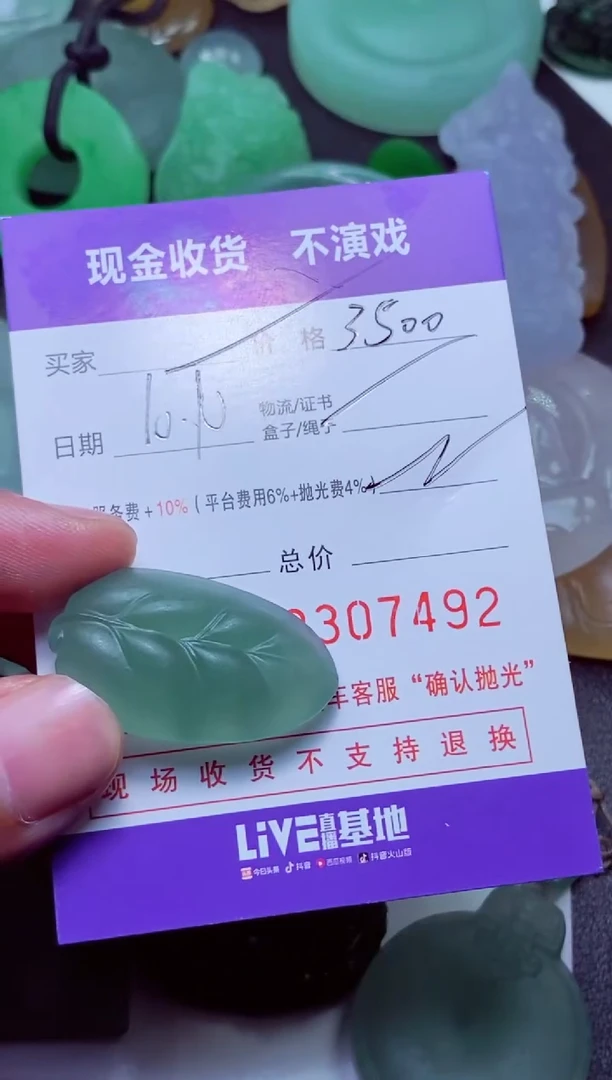 现金收货 不演戏
买家 价 格 3500
日期 10.10 物流/证书
盒子/绳子
服务费+10%(平台费用6%+抛光费4%)
总价
307492
车客服“确认抛光”
现场收货不支持退换
LIVE直播基地
今日头条 抖音 西瓜视频 抖音火山版